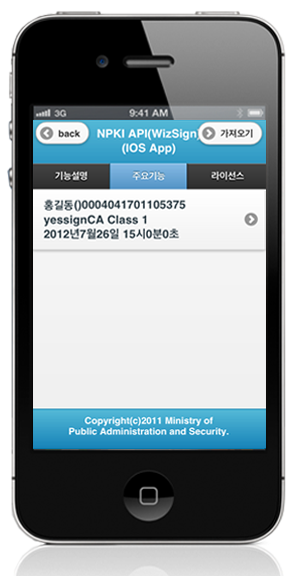 3G 9:41 AM
back
NPKI API(WizSign)
(IOS App)
가져오기
기능설명 주요기능 라이선스
홍길동()0004041701105375
yessignCA Class 1
2012년7월26일 15시0분0초
Copyright(c)2011 Ministry of
Public Administration and Security.